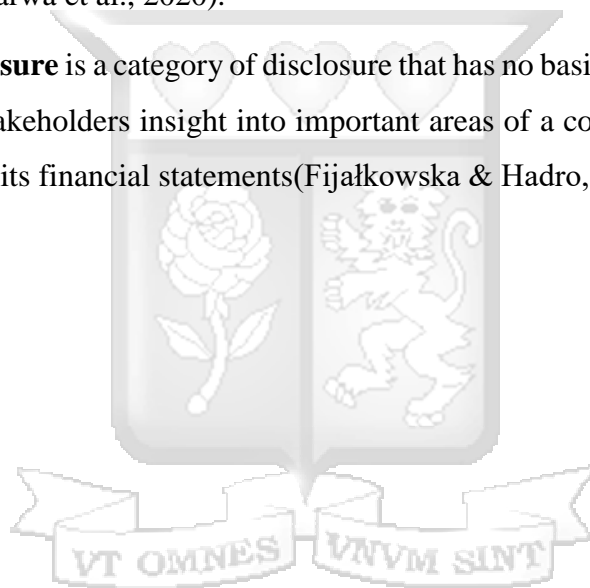 arwa et al., 2020).
sure is a category of disclosure that has no basi
akeholders insight into important areas of a co
its financial statements(Fijałkowska & Hadro,
VT OMNES VNVM SINT